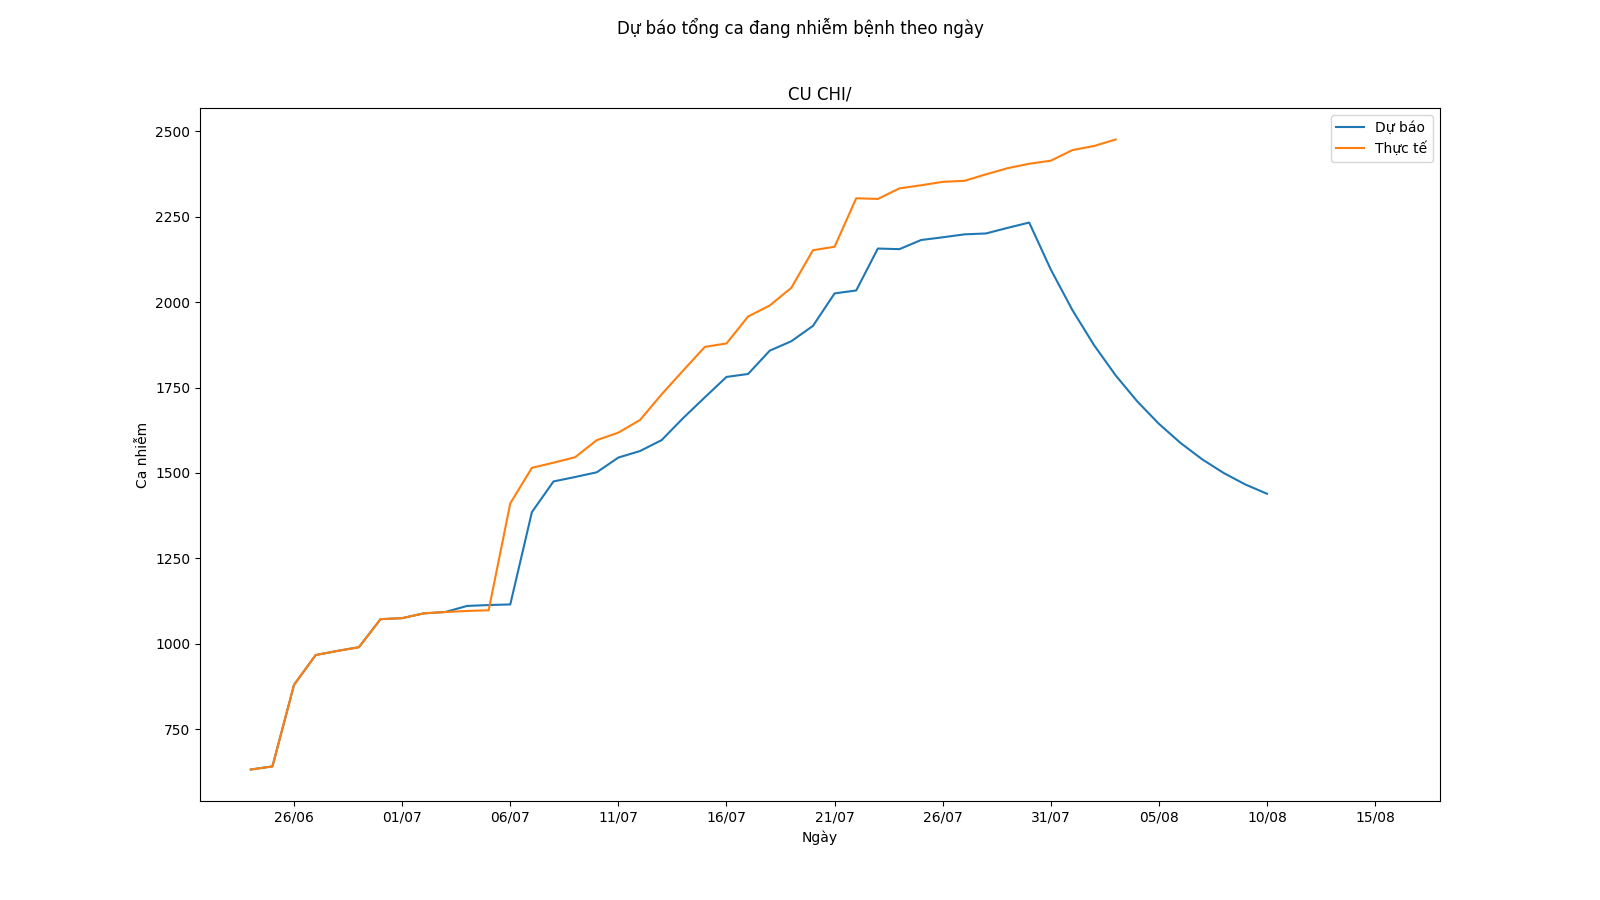 Dự báo tổng ca đang nhiễm bệnh theo ngày
CU CHI/
Dự báo
Thực tế
2500
2250
2000
1750
1500
1250
1000
750
Ca nhiễm
26/06 01/07 06/07 11/07 16/07 21/07 26/07 31/07 05/08 10/08 15/08
Ngày